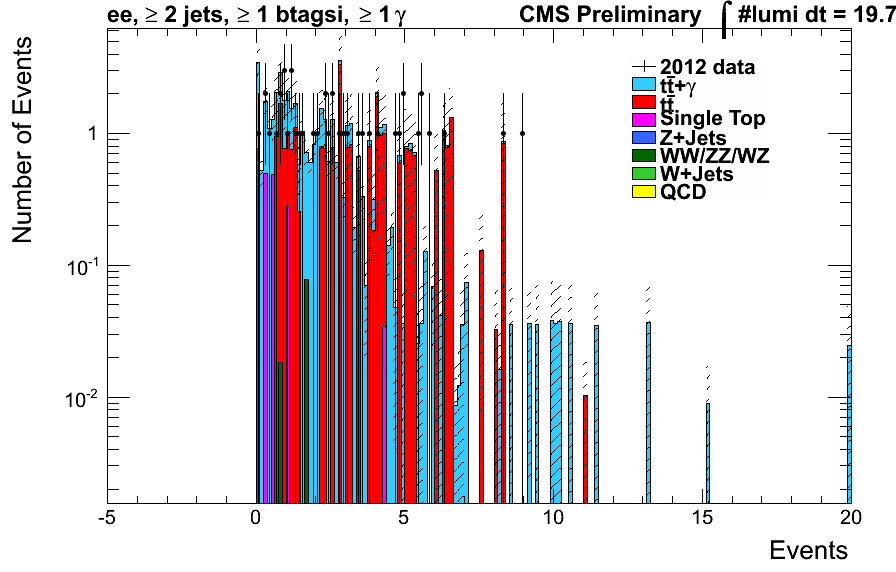 ee, ≥ 2 jets, ≥ 1 btagsi, ≥ 1 γ
CMS Preliminary ∫ #lumi dt = 19.7
Number of Events
2012 data
tt̄+γ
tt̄
Single Top
Z+Jets
WW/ZZ/WZ
W+Jets
QCD
1
10⁻¹
10⁻²
-5 0 5 10 15 20
Events